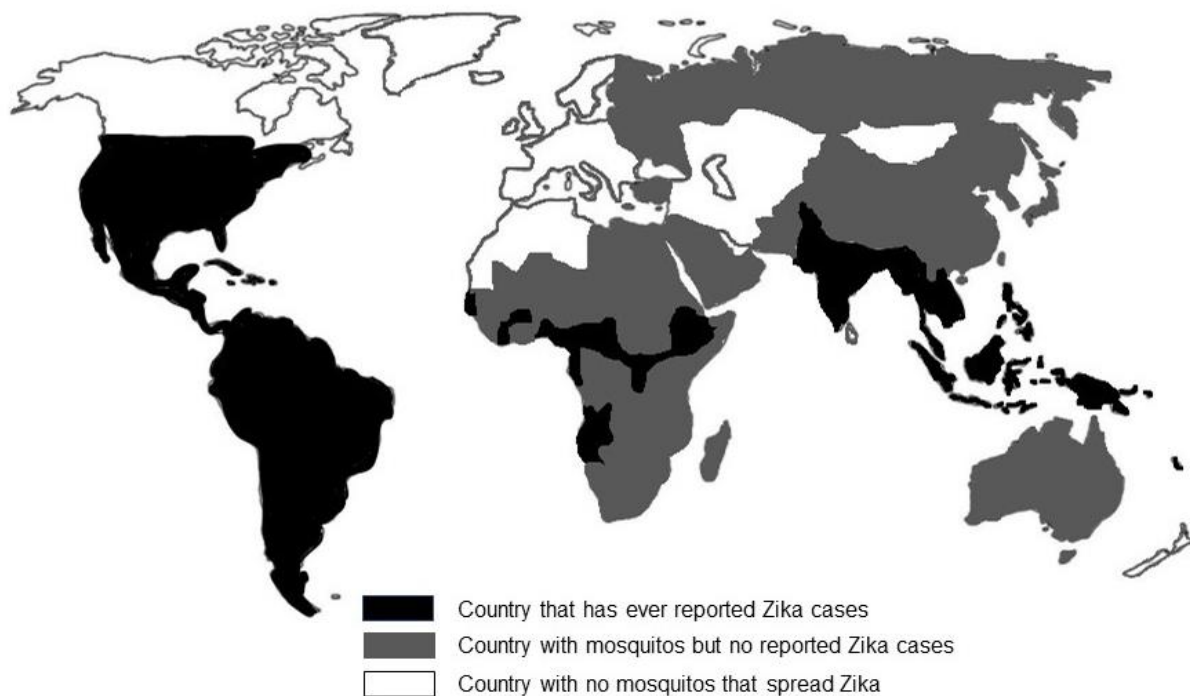 Country that has ever reported Zika cases
Country with mosquitos but no reported Zika cases
Country with no mosquitos that spread Zika